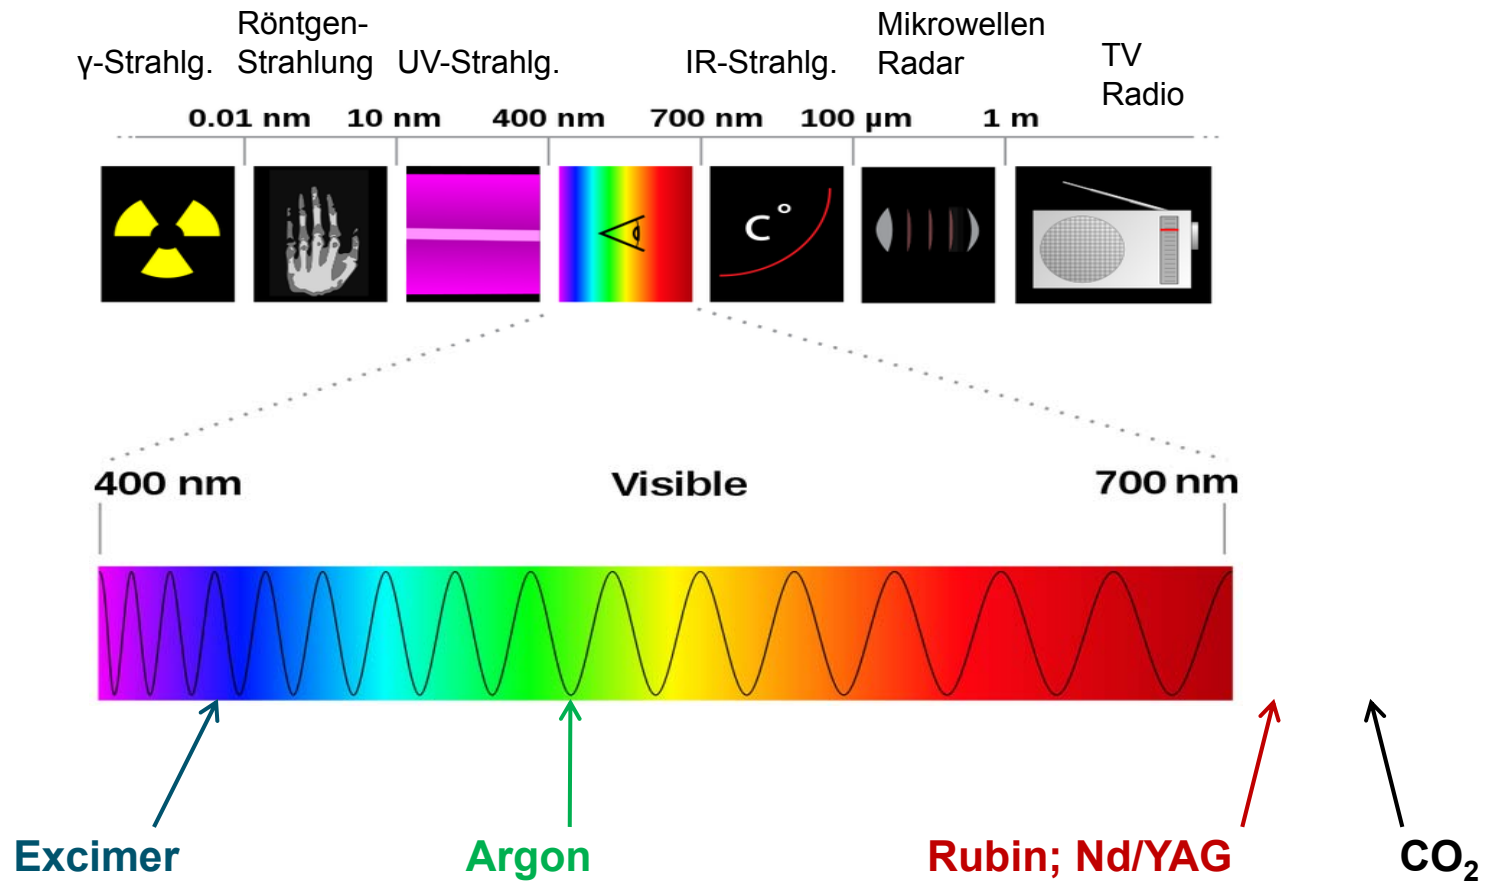 γ-Strahlg.
Röntgen-
Strahlung
UV-Strahlg.
IR-Strahlg.
Mikrowellen
Radar
TV
Radio
0.01 nm
10 nm
400 nm
700 nm
100 µm
1 m
C°
400 nm
Visible
700 nm
Excimer
Argon
Rubin; Nd/YAG
CO₂